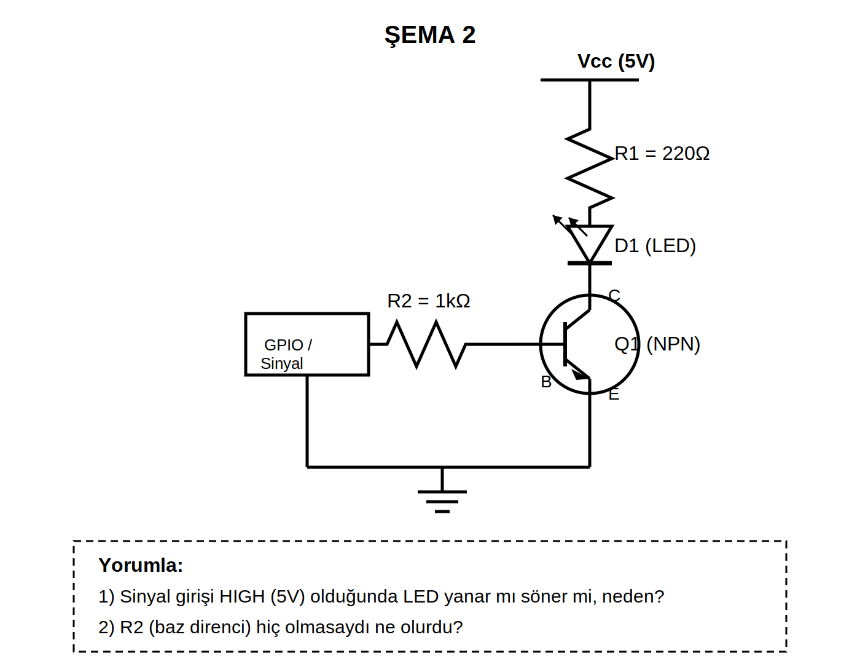 ŞEMA 2
Vcc (5V)
R1 = 220Ω
D1 (LED)
R2 = 1kΩ
C
GPIO /
Sinyal
Q1 (NPN)
B
E
Yorumla:
1) Sinyal girişi HIGH (5V) olduğunda LED yanar mı söner mi, neden?
2) R2 (baz direnci) hiç olmasaydı ne olurdu?